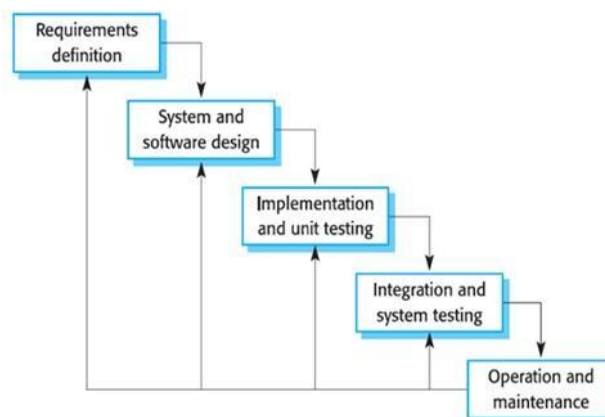 Requirements
definition
System and
software design
Implementation
and unit testing
Integration and
system testing
Operation and
maintenance